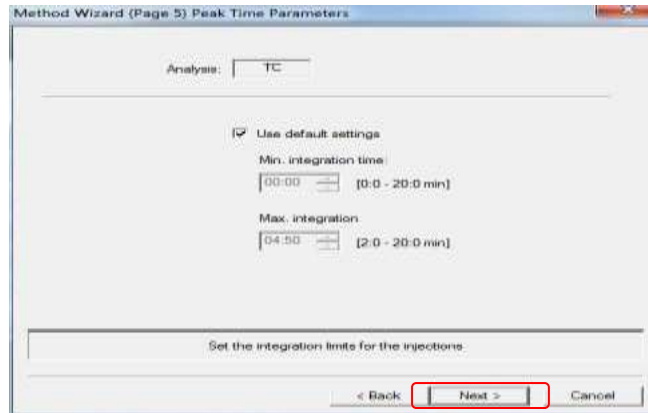 Method Wizard (Page 5) Peak Time Parameters
Analysis: TC
Use default settings
Min. integration time:
00:00 [0:0 - 20:0 min]
Max. integration
04:50 [2:0 - 20:0 min]
Set the integration limits for the injections
< Back Next > Cancel